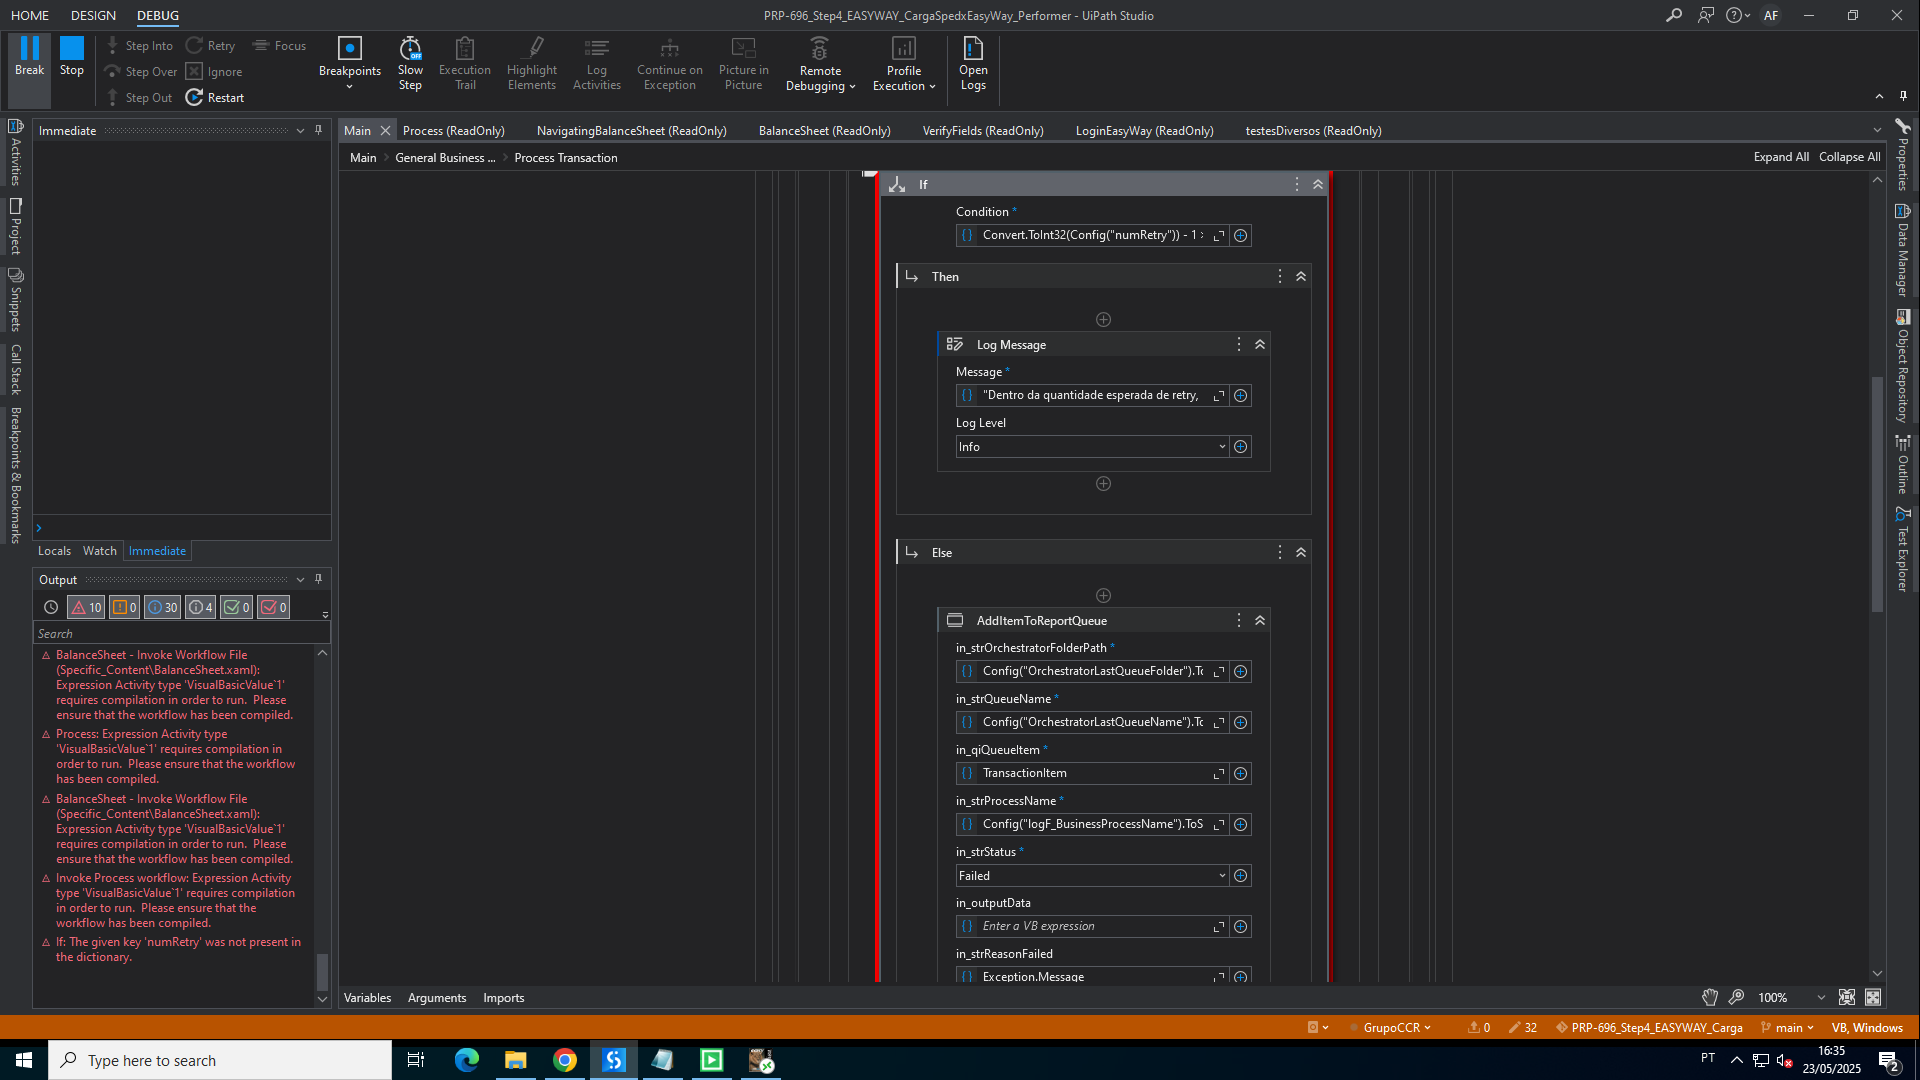 HOME DESIGN DEBUG
PRP-696_Step4_EASYWAY_CargaSpedxEasyWay_Performer - UiPath Studio
AF
Break
Stop
Step Into
Step Over
Step Out
Retry
Ignore
Restart
Focus
Breakpoints
Slow Step
Execution Trail
Highlight Elements
Log Activities
Continue on Exception
Picture in Picture
Remote Debugging
Profile Execution
Open Logs
Activities
Project
Snippets
Call Stack
Breakpoints & Bookmarks
Immediate
Locals Watch Immediate
Output
10 0 30 4 0 0
Search
BalanceSheet - Invoke Workflow File
(Specific_Content\BalanceSheet.xaml):
Expression Activity type 'VisualBasicValue`1'
requires compilation in order to run. Please
ensure that the workflow has been compiled.
Process: Expression Activity type
'VisualBasicValue`1' requires compilation in
order to run. Please ensure that the workflow
has been compiled.
BalanceSheet - Invoke Workflow File
(Specific_Content\BalanceSheet.xaml):
Expression Activity type 'VisualBasicValue`1'
requires compilation in order to run. Please
ensure that the workflow has been compiled.
Invoke Process workflow: Expression Activity
type 'VisualBasicValue`1' requires compilation
in order to run. Please ensure that the
workflow has been compiled.
If: The given key 'numRetry' was not present in
the dictionary.
Main Process (ReadOnly) NavigatingBalanceSheet (ReadOnly) BalanceSheet (ReadOnly) VerifyFields (ReadOnly) LoginEasyWay (ReadOnly) testesDiversos (ReadOnly)
Main > General Business ... > Process Transaction
Expand All Collapse All
If
Condition *
Convert.ToInt32(Config("numRetry")) - 1 >
Then
Log Message
Message *
"Dentro da quantidade esperada de retry,
Log Level
Info
Else
AddItemToReportQueue
in_strOrchestratorFolderPath *
Config("OrchestratorLastQueueFolder").To
in_strQueueName *
Config("OrchestratorLastQueueName").To
in_qiQueueItem *
TransactionItem
in_strProcessName *
Config("logF_BusinessProcessName").ToS
in_strStatus *
Failed
in_outputData
Enter a VB expression
in_strReasonFailed
Exception.Message
Variables Arguments Imports
100%
Properties
Data Manager
Object Repository
Outline
Test Explorer
GrupoCCR 0 32 PRP-696_Step4_EASYWAY_Carga main VB, Windows
Type here to search
PT
16:35
23/05/2025
2